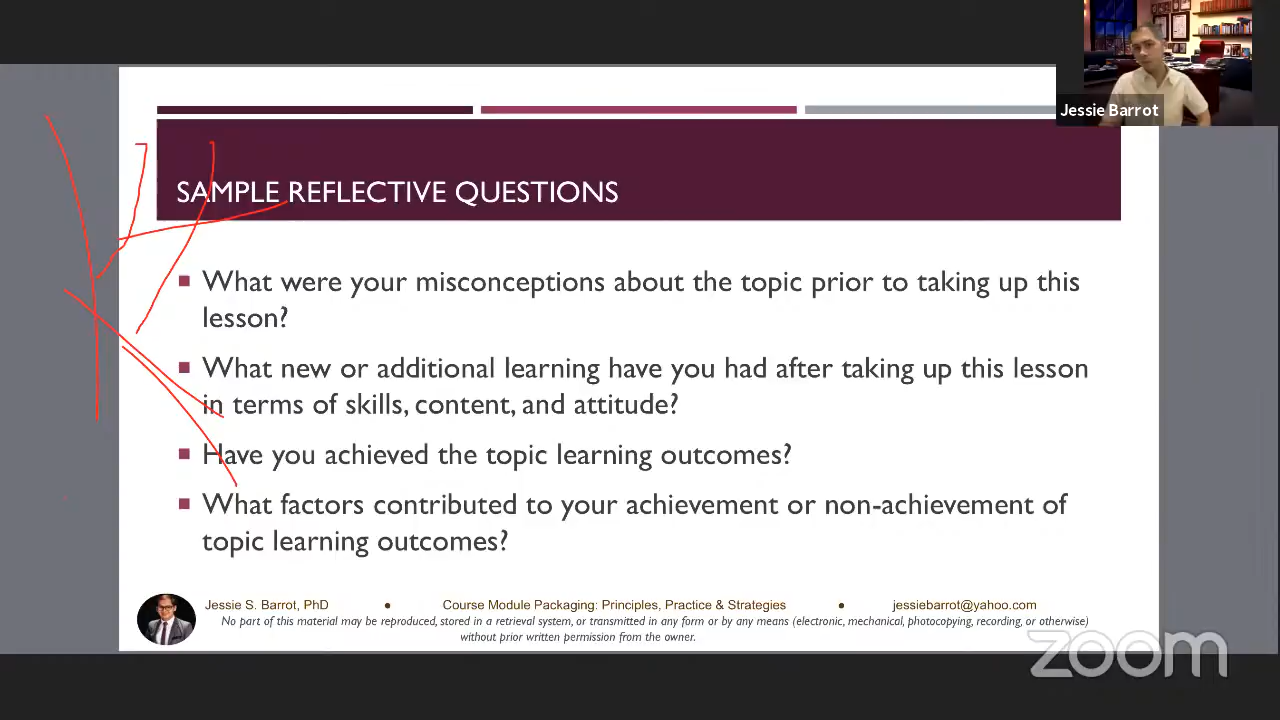 Jessie Barrot
SAMPLE REFLECTIVE QUESTIONS
What were your misconceptions about the topic prior to taking up this
lesson?
What new or additional learning have you had after taking up this lesson
in terms of skills, content, and attitude?
Have you achieved the topic learning outcomes?
What factors contributed to your achievement or non-achievement of
topic learning outcomes?
Jessie S. Barrot, PhD ● Course Module Packaging: Principles, Practice & Strategies ● jessiebarrot@yahoo.com
No part of this material may be reproduced, stored in a retrieval system, or transmitted in any form or by any means (electronic, mechanical, photocopying, recording, or otherwise)
without prior written permission from the owner.
zoom